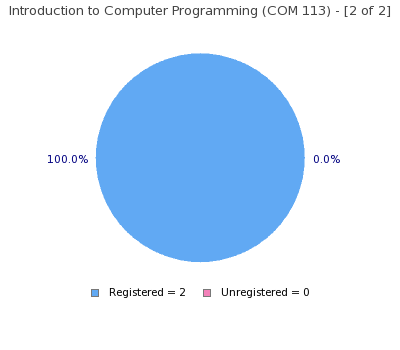 Introduction to Computer Programming (COM 113) - [2 of 2]
100.0%
0.0%
Registered = 2
Unregistered = 0